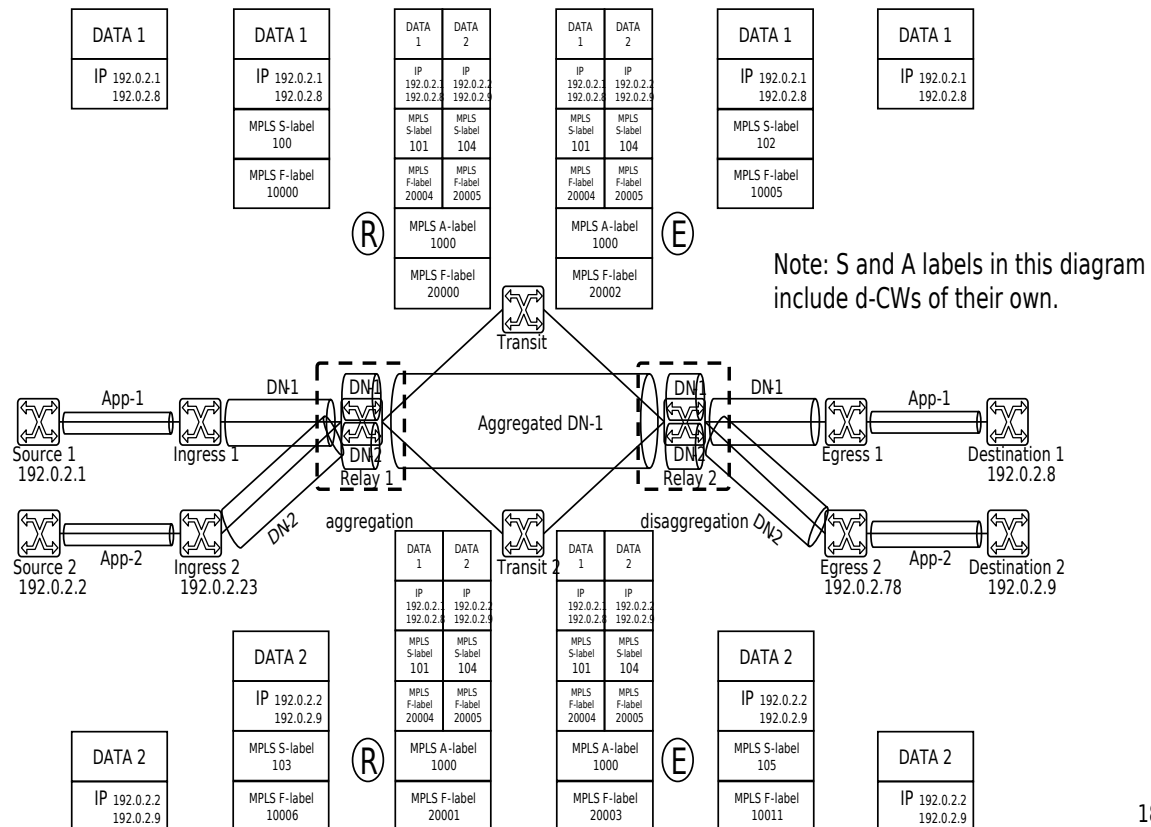 DATA 1
IP 192.0.2.1
192.0.2.8
DATA 1
IP 192.0.2.1
192.0.2.8
MPLS S-label
100
MPLS F-label
10000
DATA
1
DATA
2
IP
192.0.2.1
192.0.2.8
IP
192.0.2.2
192.0.2.9
MPLS
S-label
101
MPLS
S-label
104
MPLS
F-label
20004
MPLS
F-label
20005
MPLS A-label
1000
MPLS F-label
20000
R
DATA
1
DATA
2
IP
192.0.2.1
192.0.2.8
IP
192.0.2.2
192.0.2.9
MPLS
S-label
101
MPLS
S-label
104
MPLS
F-label
20004
MPLS
F-label
20005
MPLS A-label
1000
MPLS F-label
20002
E
DATA 1
IP 192.0.2.1
192.0.2.8
MPLS S-label
102
MPLS F-label
10005
DATA 1
IP 192.0.2.1
192.0.2.8
Note: S and A labels in this diagram
include d-CWs of their own.
Transit
App-1
DN-1
DN-1
Aggregated DN-1
DN-1
DN-1
App-1
Source 1
192.0.2.1
Ingress 1
DN-2
Relay 1
DN-2
Relay 2
Egress 1
Destination 1
192.0.2.8
DN-2
aggregation
disaggregation
DN-2
App-2
App-2
Source 2
192.0.2.2
Ingress 2
192.0.2.23
Transit 2
Egress 2
192.0.2.78
Destination 2
192.0.2.9
DATA 2
IP 192.0.2.2
192.0.2.9
DATA 2
IP 192.0.2.2
192.0.2.9
MPLS S-label
103
MPLS F-label
10006
DATA
1
DATA
2
IP
192.0.2.1
192.0.2.8
IP
192.0.2.2
192.0.2.9
MPLS
S-label
101
MPLS
S-label
104
MPLS
F-label
20004
MPLS
F-label
20005
MPLS A-label
1000
MPLS F-label
20001
R
DATA
1
DATA
2
IP
192.0.2.1
192.0.2.8
IP
192.0.2.2
192.0.2.9
MPLS
S-label
101
MPLS
S-label
104
MPLS
F-label
20004
MPLS
F-label
20005
MPLS A-label
1000
MPLS F-label
20003
E
DATA 2
IP 192.0.2.2
192.0.2.9
MPLS S-label
105
MPLS F-label
10011
DATA 2
IP 192.0.2.2
192.0.2.9